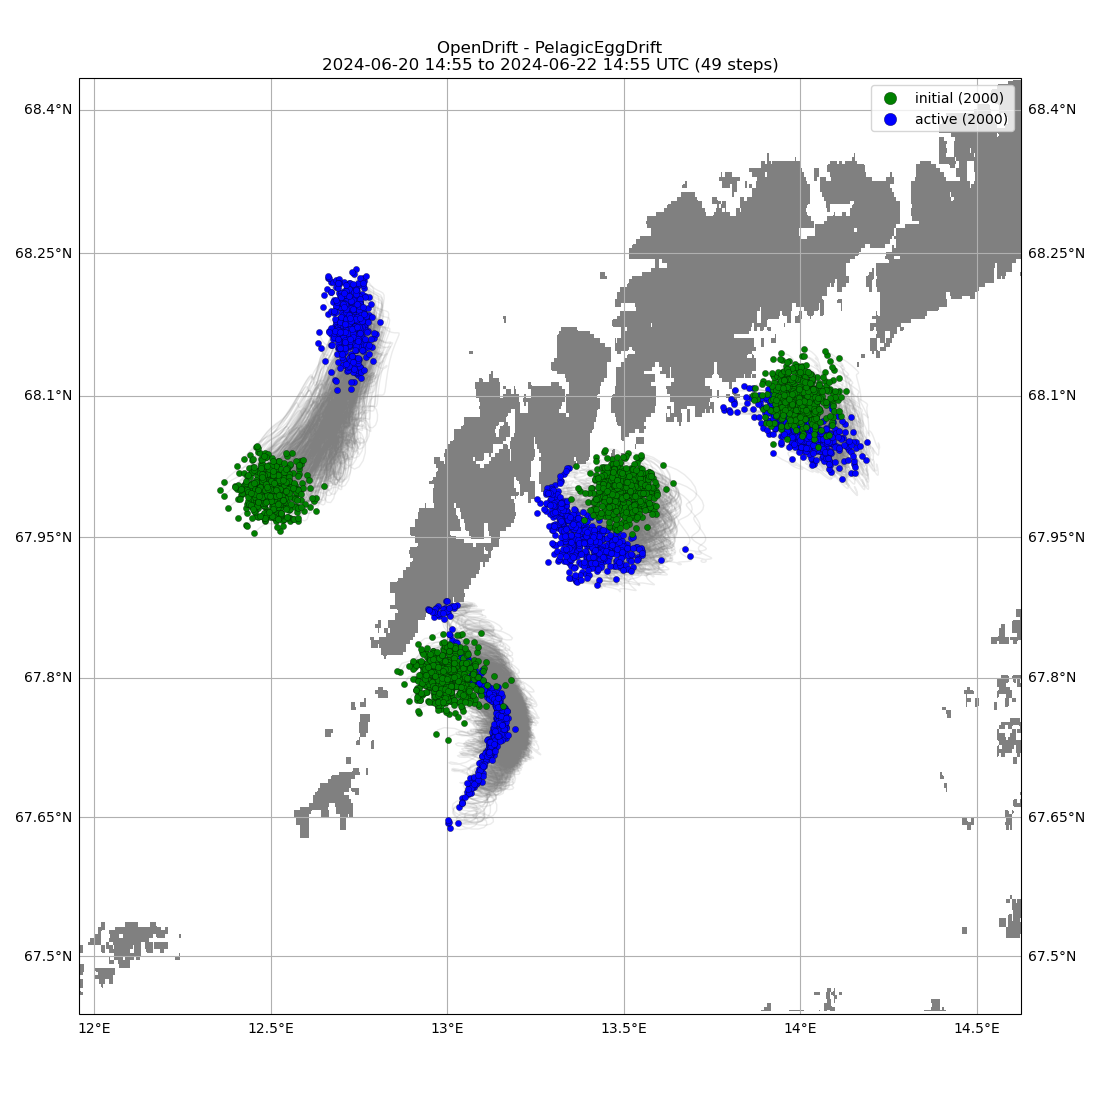 OpenDrift - PelagicEggDrift
2024-06-20 14:55 to 2024-06-22 14:55 UTC (49 steps)
initial (2000)
active (2000)
68.4°N
68.4°N
68.25°N
68.25°N
68.1°N
68.1°N
67.95°N
67.95°N
67.8°N
67.8°N
67.65°N
67.65°N
67.5°N
67.5°N
12°E
12.5°E
13°E
13.5°E
14°E
14.5°E